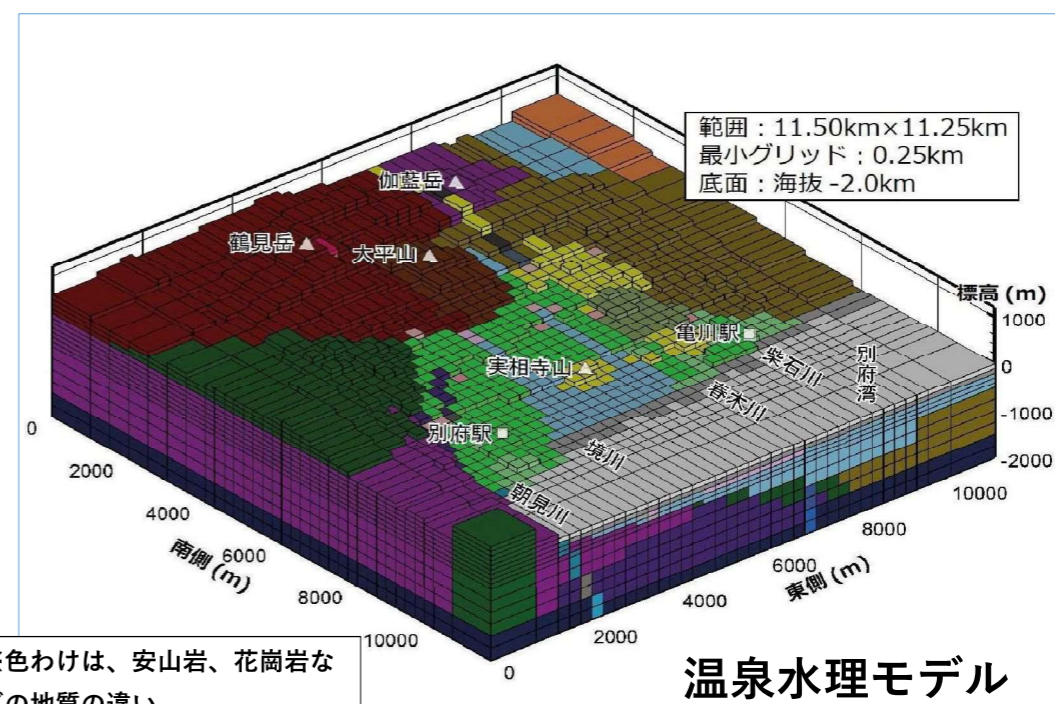 範囲：11.50km×11.25km
最小グリッド：0.25km
底面：海抜 -2.0km
伽藍岳
鶴見岳
太平山
標高 (m)
1000
0
-1000
-2000
亀川駅
柴石川
別府湾
実相寺山
春木川
別府駅
境川
朝見川
0
2000
4000
6000
8000
10000
南側 (m)
0
2000
4000
6000
8000
10000
東側 (m)
色わけは、安山岩、花崗岩な
の地質の違い
温泉水理モデル